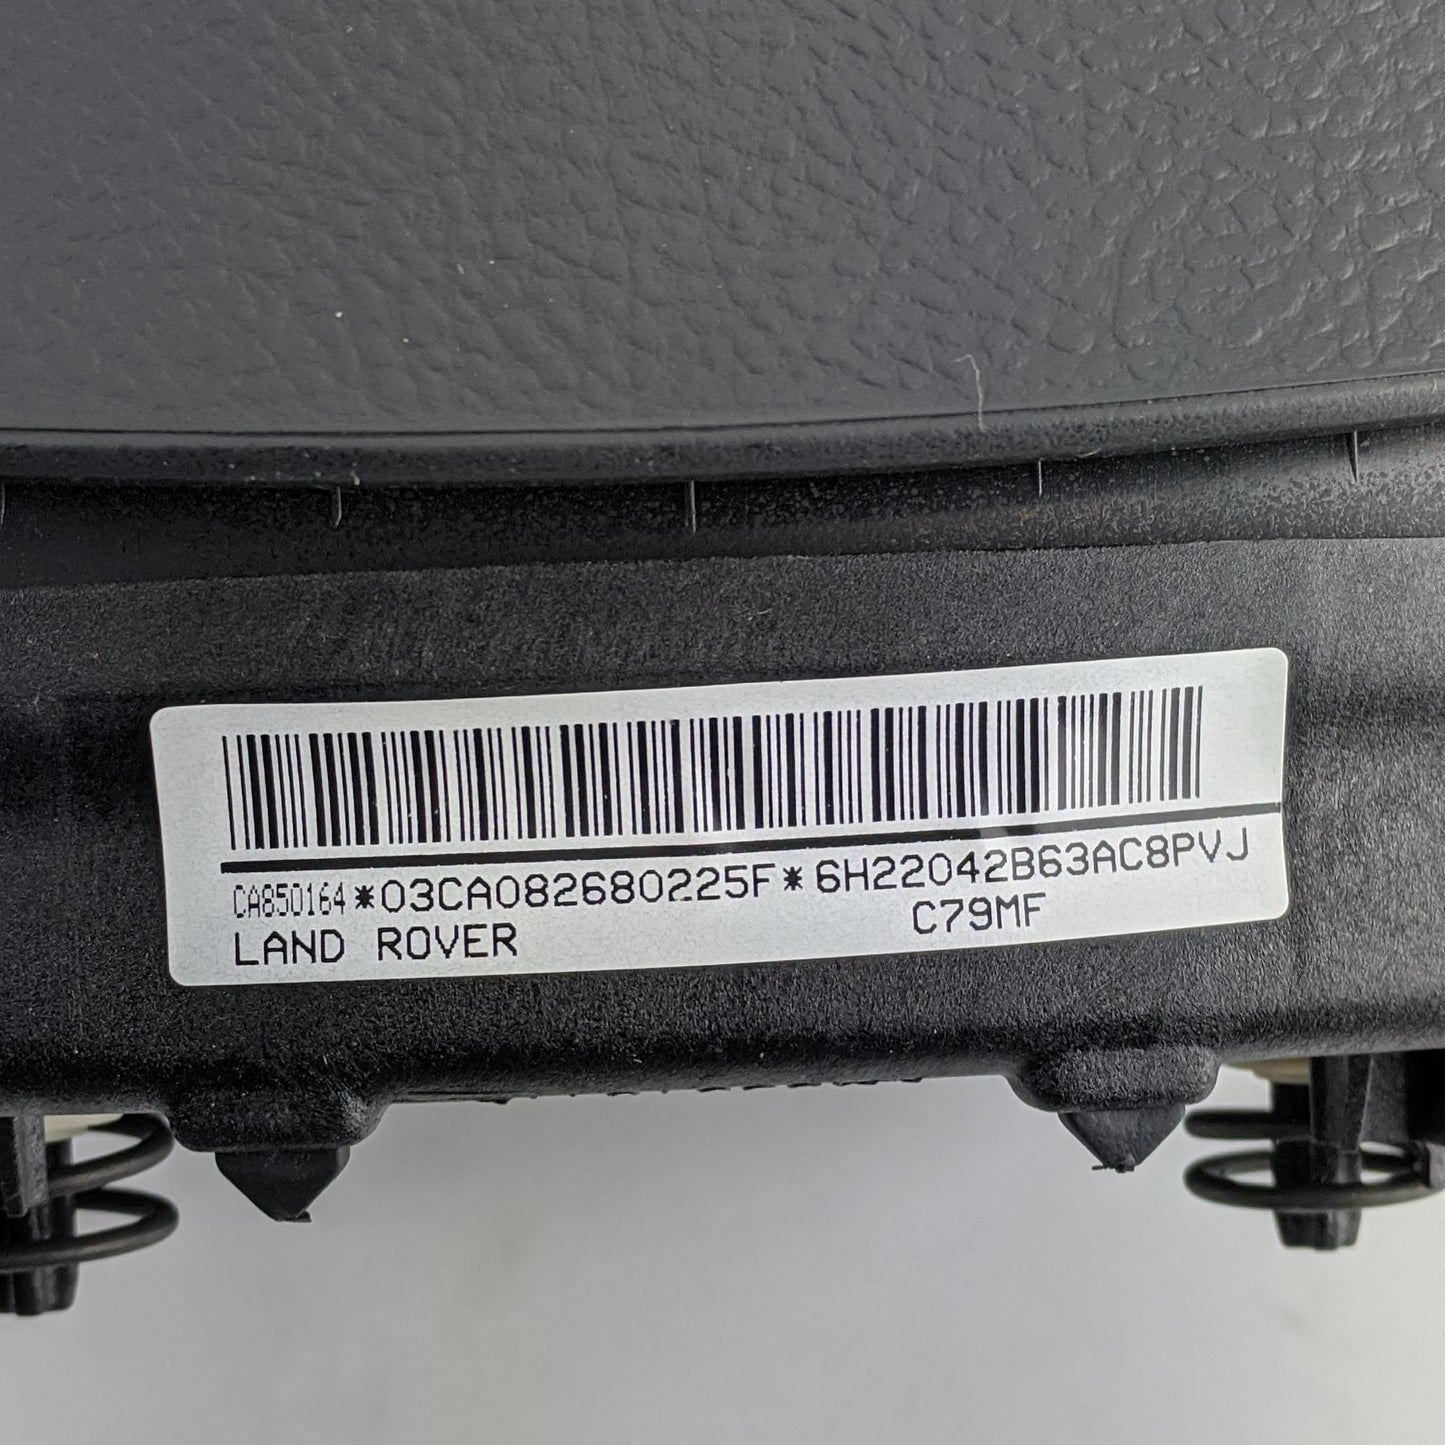 CA850164*03CA082680225F*6H22042B63AC8PVJ
LAND ROVER C79MF